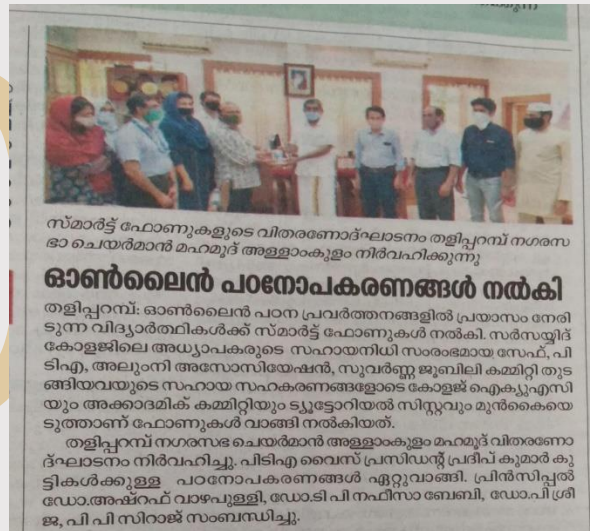 സ്മാർട്ട് ഫോണുകളുടെ വിതരണോദ്ഘാടനം തളിപ്പറമ്പ് നഗരസ
ഭാ ചെയർമാൻ മഹമൂദ് അള്ളാംകുളം നിർവഹിക്കുന്നു
ഓൺലൈൻ പഠനോപകരണങ്ങൾ നൽകി
തളിപ്പറമ്പ്: ഓൺലൈൻ പഠന പ്രവർത്തനങ്ങളിൽ പ്രയാസം നേരി
ടുന്ന വിദ്യാർത്ഥികൾക്ക് സ്മാർട്ട് ഫോണുകൾ നൽകി. സർസയ്യിദ്
കോളജിലെ അധ്യാപകരുടെ സഹായനിധി സംരംഭമായ സേഫ്, പി
ടിഎ, അലുംനി അസോസിയേഷൻ, സുവർണ്ണ ജൂബിലി കമ്മിറ്റി തുട
ങ്ങിയവയുടെ സഹായ സഹകരണങ്ങളോടെ കോളജ് ഐക്യുഎസി
യും അക്കാദമിക് കമ്മിറ്റിയും ട്യൂട്ടോറിയൽ സിസ്റ്റവും മുൻകൈയെ
ടുത്താണ് ഫോണുകൾ വാങ്ങി നൽകിയത്.
തളിപ്പറമ്പ് നഗരസഭ ചെയർമാൻ അള്ളാംകുളം മഹമൂദ് വിതരണോ
ദ്ഘാടനം നിർവഹിച്ചു. പിടിഎ വൈസ് പ്രസിഡന്റ് പ്രദീപ് കുമാർ കു
ട്ടികൾക്കുള്ള പഠനോപകരണങ്ങൾ ഏറ്റുവാങ്ങി. പ്രിൻസിപ്പൽ
ഡോ.അഷ്റഫ് വാഴപുള്ളി, ഡോ.ടി പി നഫീസാ ബേബി, ഡോ.പി ശ്രീ
ജ, പി പി സിറാജ് സംബന്ധിച്ചു.